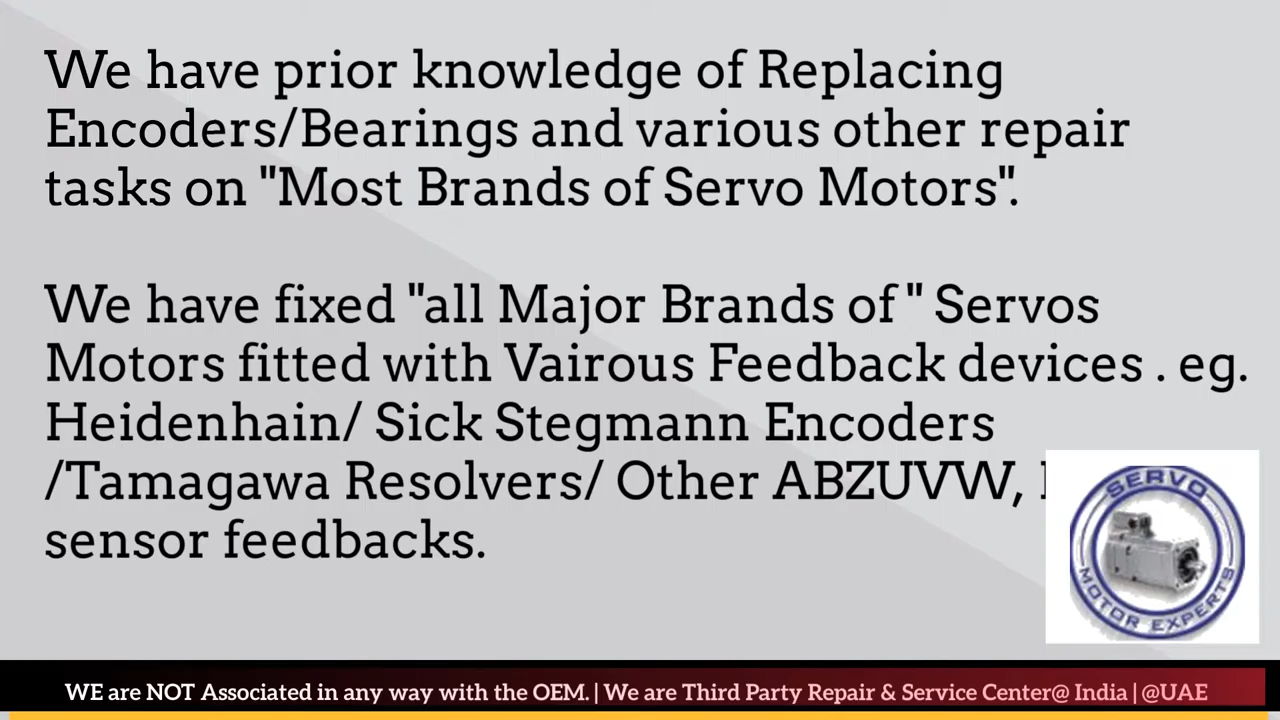 We have prior knowledge of Replacing
Encoders/Bearings and various other repair
tasks on "Most Brands of Servo Motors".
We have fixed "all Major Brands of " Servos
Motors fitted with Vairous Feedback devices . eg.
Heidenhain/ Sick Stegmann Encoders
/Tamagawa Resolvers/ Other ABZUVW,
sensor feedbacks.
SERVO
MOTOR EXPERTS
WE are NOT Associated in any way with the OEM. | We are Third Party Repair & Service Center@ India | @UAE